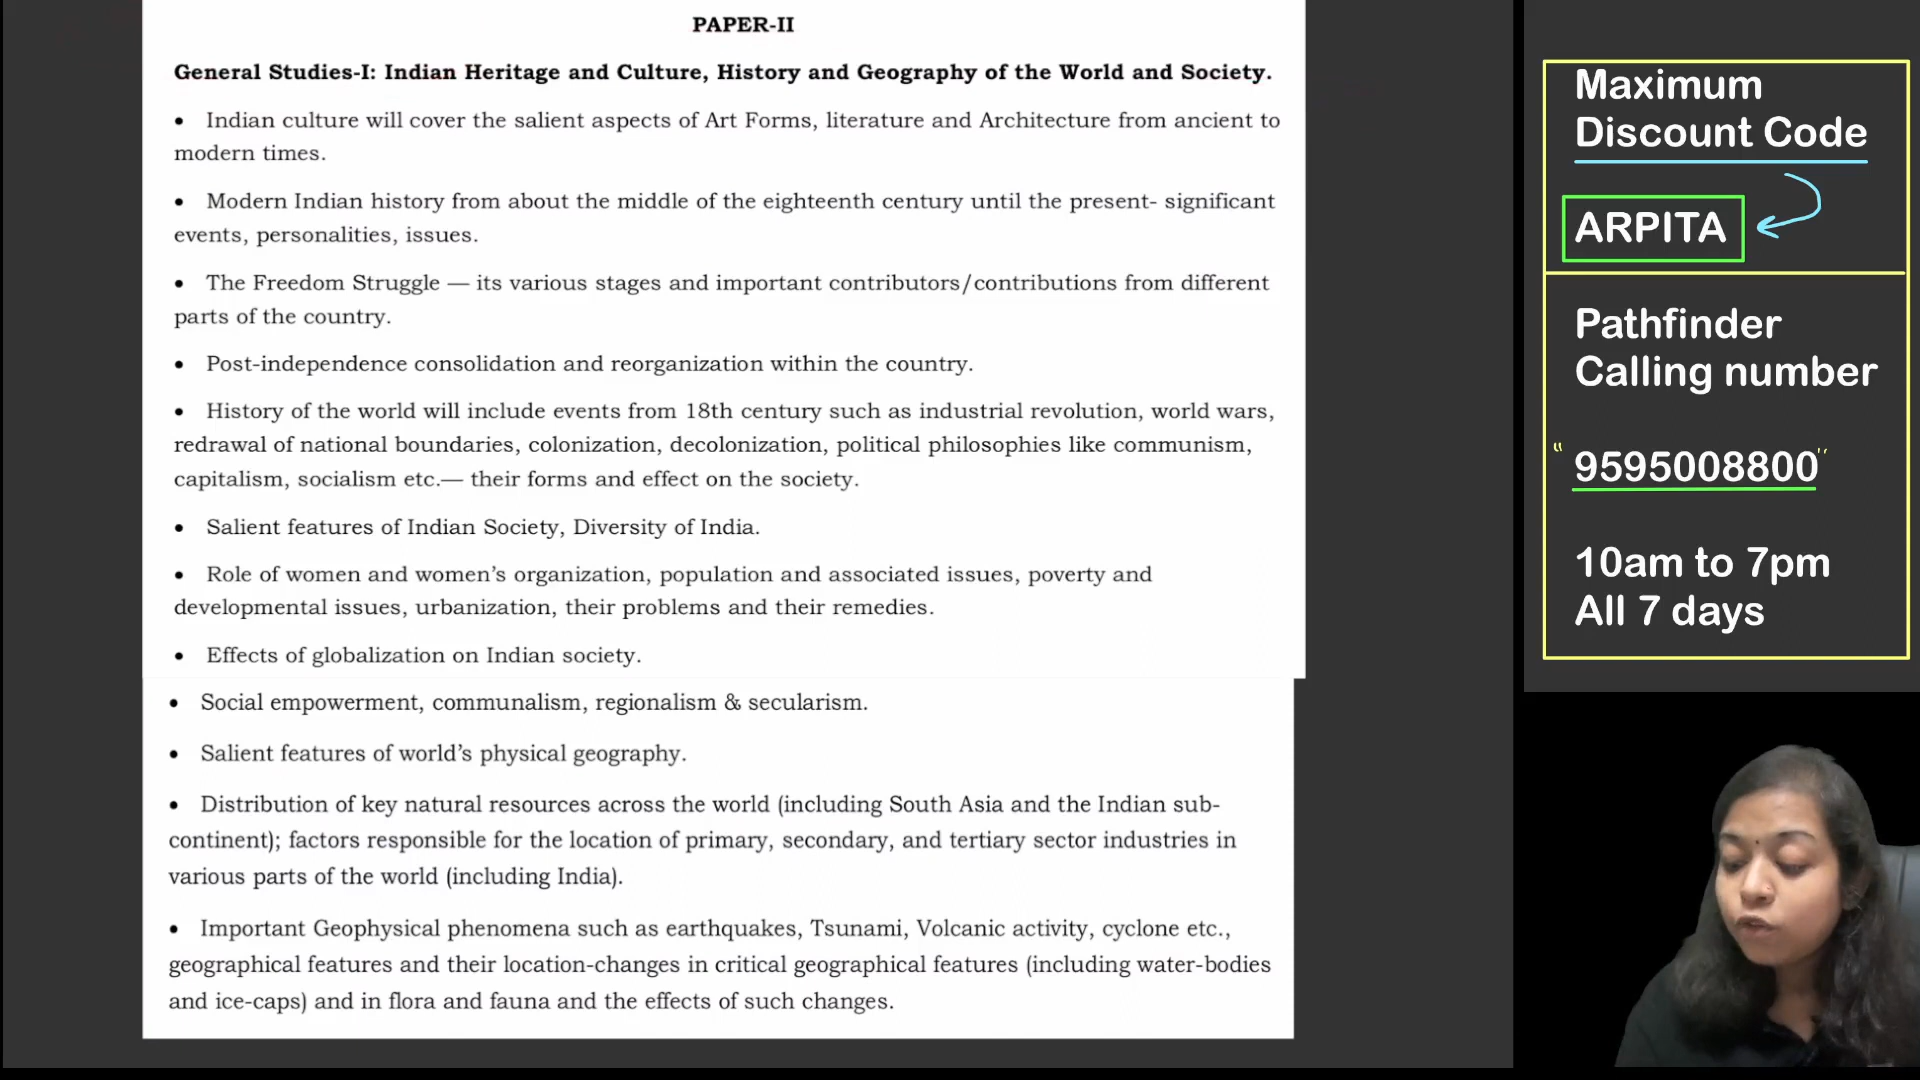 PAPER-II
General Studies-I: Indian Heritage and Culture, History and Geography of the World and Society.
• Indian culture will cover the salient aspects of Art Forms, literature and Architecture from ancient to
modern times.
• Modern Indian history from about the middle of the eighteenth century until the present- significant
events, personalities, issues.
• The Freedom Struggle — its various stages and important contributors/contributions from different
parts of the country.
• Post-independence consolidation and reorganization within the country.
• History of the world will include events from 18th century such as industrial revolution, world wars,
redrawal of national boundaries, colonization, decolonization, political philosophies like communism,
capitalism, socialism etc.— their forms and effect on the society.
• Salient features of Indian Society, Diversity of India.
• Role of women and women’s organization, population and associated issues, poverty and
developmental issues, urbanization, their problems and their remedies.
• Effects of globalization on Indian society.
• Social empowerment, communalism, regionalism & secularism.
• Salient features of world’s physical geography.
• Distribution of key natural resources across the world (including South Asia and the Indian sub-
continent); factors responsible for the location of primary, secondary, and tertiary sector industries in
various parts of the world (including India).
• Important Geophysical phenomena such as earthquakes, Tsunami, Volcanic activity, cyclone etc.,
geographical features and their location-changes in critical geographical features (including water-bodies
and ice-caps) and in flora and fauna and the effects of such changes.
Maximum
Discount Code
ARPITA
Pathfinder
Calling number
"9595008800"
10am to 7pm
All 7 days